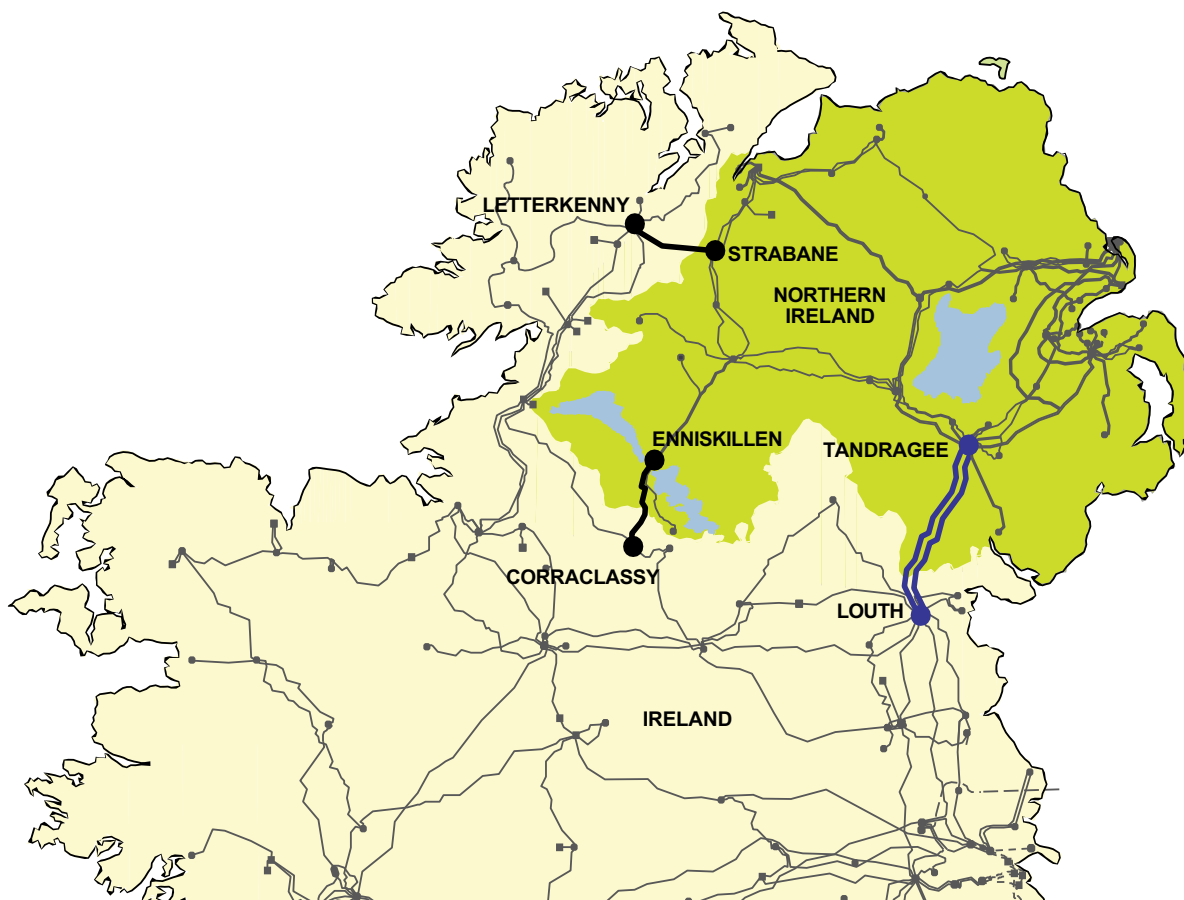 LETTERKENNY
STRABANE
NORTHERN
IRELAND
ENNISKILLEN
TANDRAGEE
CORRACLASSY
LOUTH
IRELAND